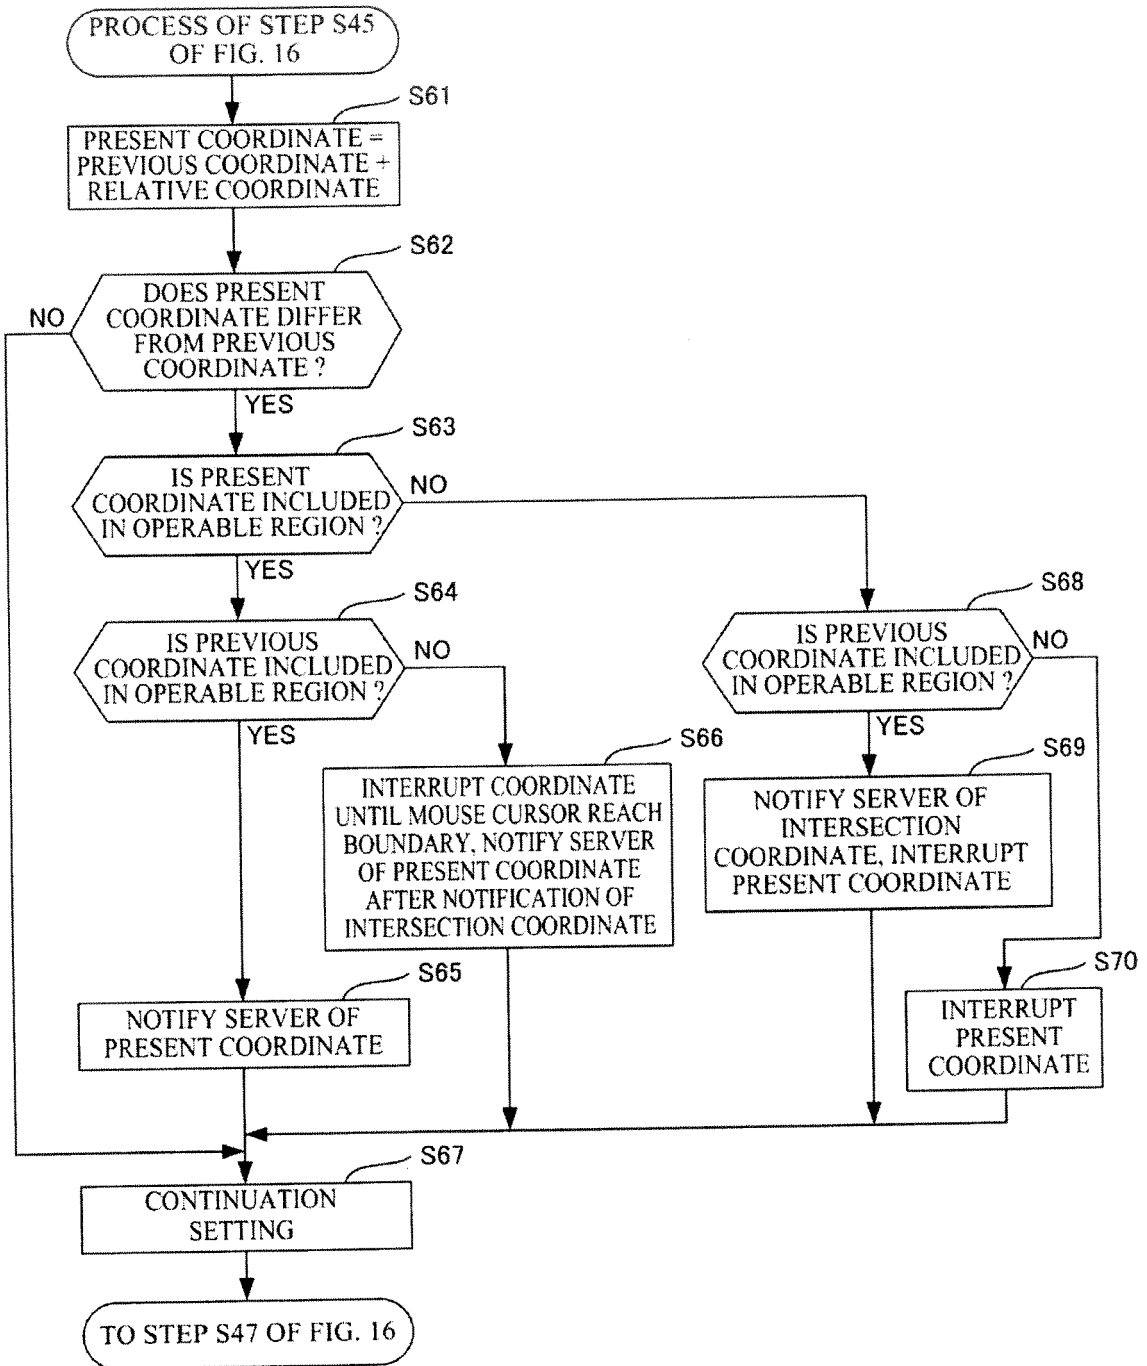 PROCESS OF STEP S45
OF FIG. 16
S61
PRESENT COORDINATE =
PREVIOUS COORDINATE +
RELATIVE COORDINATE
S62
DOES PRESENT
COORDINATE DIFFER
FROM PREVIOUS
COORDINATE ?
NO
YES
S63
IS PRESENT
COORDINATE INCLUDED
IN OPERABLE REGION ?
NO
YES
S64
IS PREVIOUS
COORDINATE INCLUDED
IN OPERABLE REGION ?
NO
YES
S68
IS PREVIOUS
COORDINATE INCLUDED
IN OPERABLE REGION ?
NO
YES
S66
INTERRUPT COORDINATE
UNTIL MOUSE CURSOR REACH
BOUNDARY, NOTIFY SERVER
OF PRESENT COORDINATE
AFTER NOTIFICATION OF
INTERSECTION COORDINATE
S69
NOTIFY SERVER OF
INTERSECTION
COORDINATE, INTERRUPT
PRESENT COORDINATE
S65
NOTIFY SERVER OF
PRESENT COORDINATE
S70
INTERRUPT
PRESENT
COORDINATE
S67
CONTINUATION
SETTING
TO STEP S47 OF FIG. 16